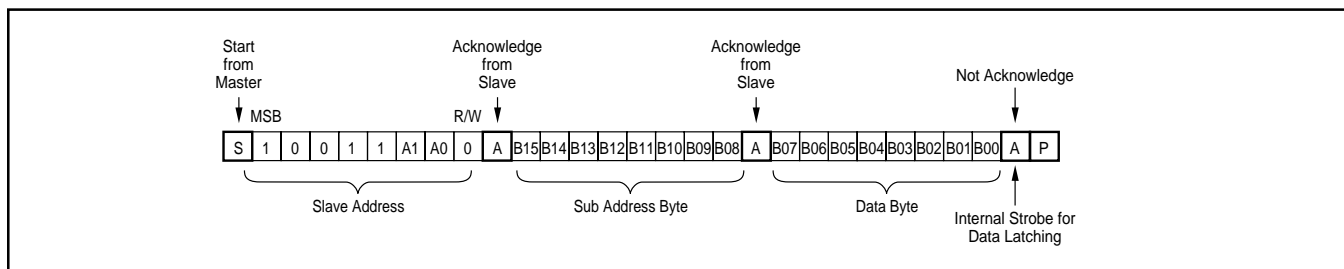 Start
from
Master
Acknowledge
from
Slave
Acknowledge
from
Slave
Not Acknowledge
MSB
R/W
S 1 0 0 1 1 A1 A0 0 A B15 B14 B13 B12 B11 B10 B09 B08 A B07 B06 B05 B04 B03 B02 B01 B00 A P
Slave Address
Sub Address Byte
Data Byte
Internal Strobe for
Data Latching